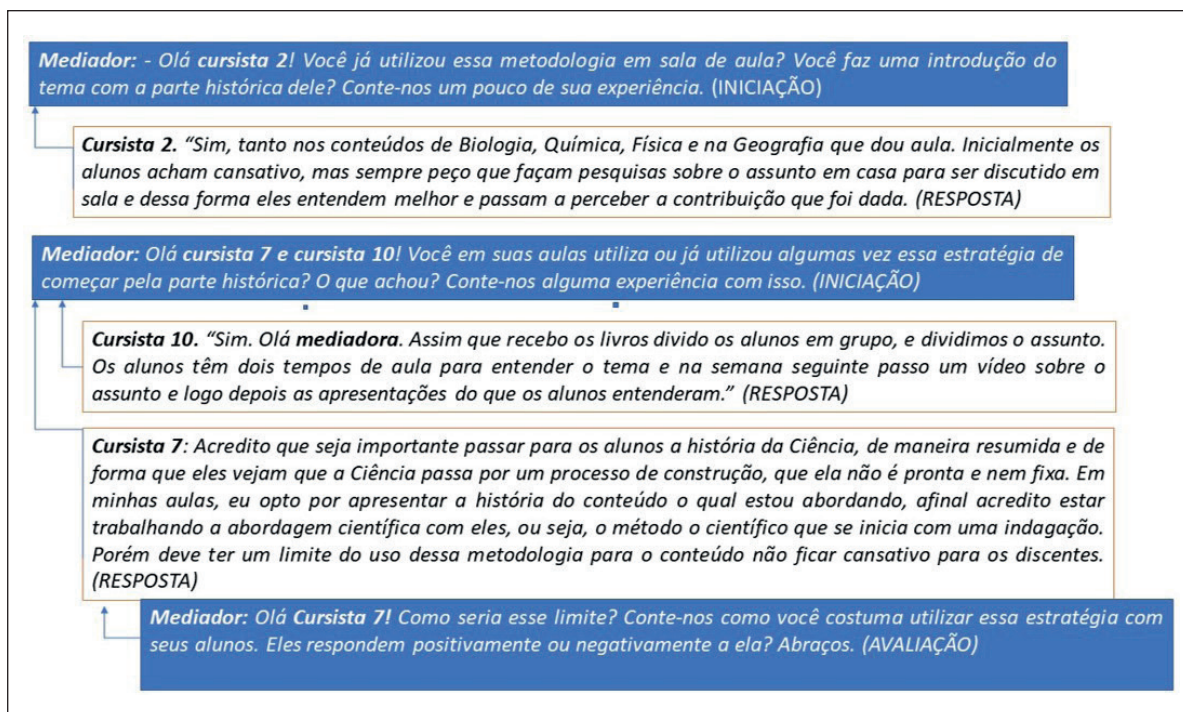 Mediador: - Olá cursista 2! Você já utilizou essa metodologia em sala de aula? Você faz uma introdução do
tema com a parte histórica dele? Conte-nos um pouco de sua experiência. (INICIAÇÃO)
Cursista 2. “Sim, tanto nos conteúdos de Biologia, Química, Física e na Geografia que dou aula. Inicialmente os
alunos acham cansativo, mas sempre peço que façam pesquisas sobre o assunto em casa para ser discutido em
sala e dessa forma eles entendem melhor e passam a perceber a contribuição que foi dada. (RESPOSTA)
Mediador: Olá cursista 7 e cursista 10! Você em suas aulas utiliza ou já utilizou algumas vez essa estratégia de
começar pela parte histórica? O que achou? Conte-nos alguma experiência com isso. (INICIAÇÃO)
Cursista 10. “Sim. Olá mediadora. Assim que recebo os livros divido os alunos em grupo, e dividimos o assunto.
Os alunos têm dois tempos de aula para entender o tema e na semana seguinte passo um vídeo sobre o
assunto e logo depois as apresentações do que os alunos entenderam.” (RESPOSTA)
Cursista 7: Acredito que seja importante passar para os alunos a história da Ciência, de maneira resumida e de
forma que eles vejam que a Ciência passa por um processo de construção, que ela não é pronta e nem fixa. Em
minhas aulas, eu opto por apresentar a história do conteúdo o qual estou abordando, afinal acredito estar
trabalhando a abordagem científica com eles, ou seja, o método o científico que se inicia com uma indagação.
Porém deve ter um limite do uso dessa metodologia para o conteúdo não ficar cansativo para os discentes.
(RESPOSTA)
Mediador: Olá Cursista 7! Como seria esse limite? Conte-nos como você costuma utilizar essa estratégia com
seus alunos. Eles respondem positivamente ou negativamente a ela? Abraços. (AVALIAÇÃO)